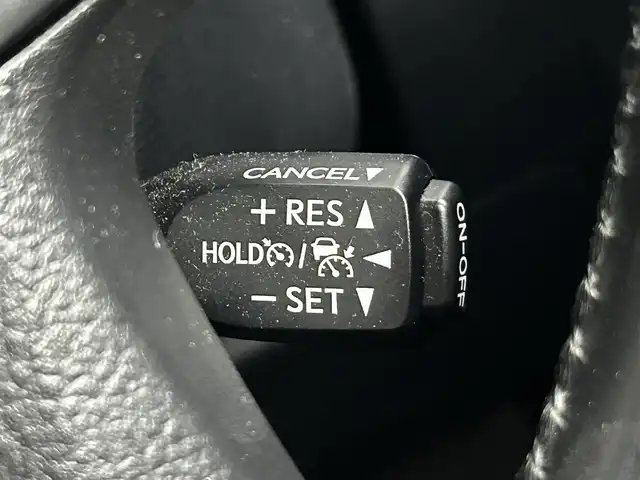 CANCEL▼
+ RES ▲
HOLD / ◀
− SET ▼
ON-OFF